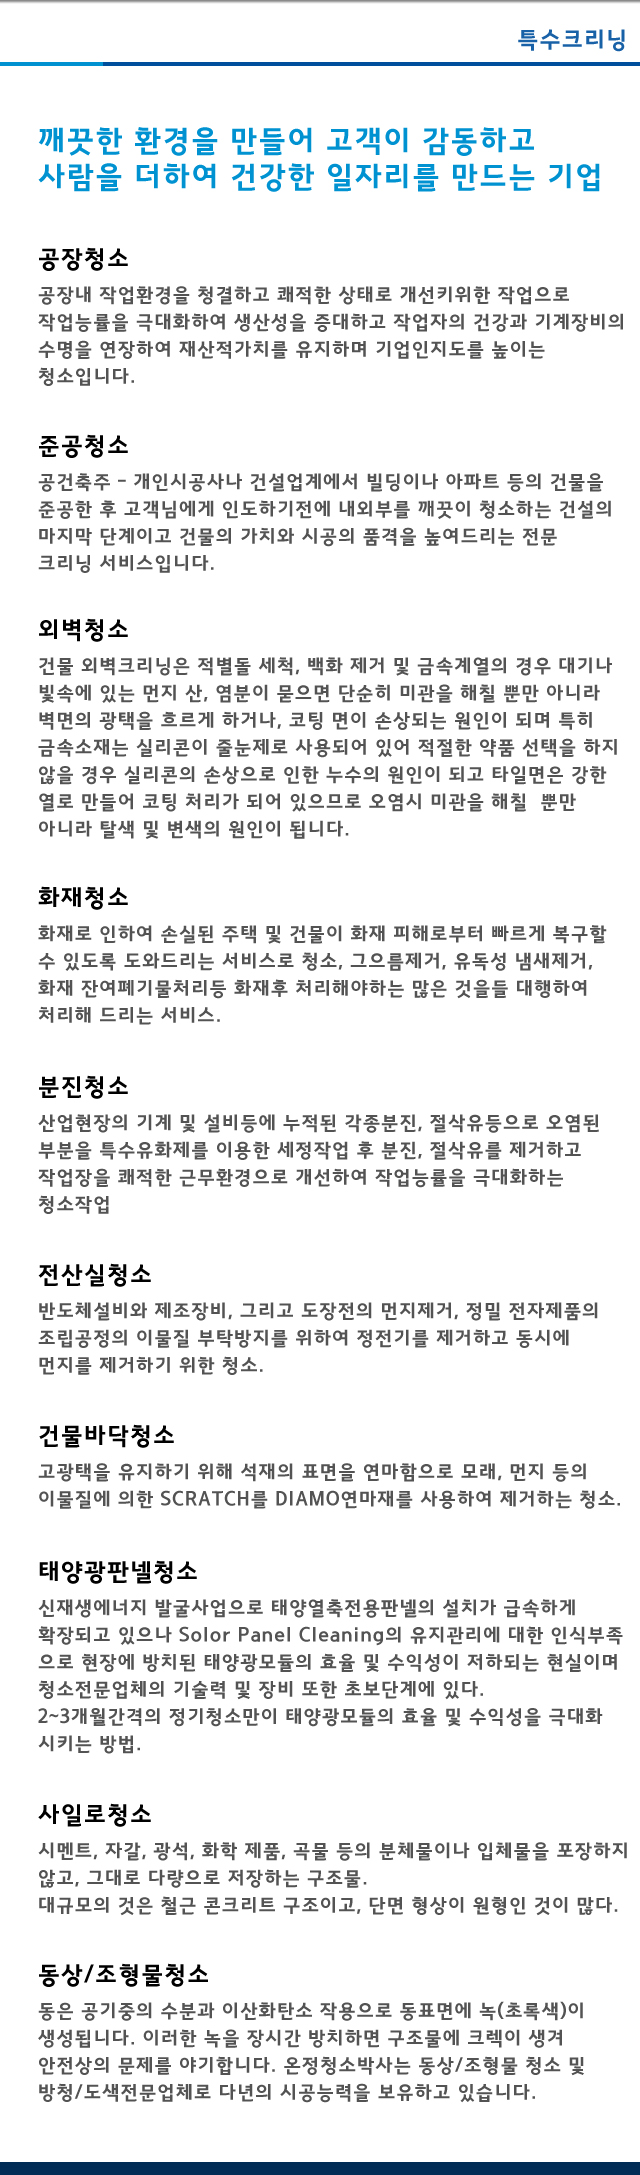 특수크리닝
깨끗한 환경을 만들어 고객이 감동하고
사람을 더하여 건강한 일자리를 만드는 기업
공장청소
공장내 작업환경을 청결하고 쾌적한 상태로 개선키위한 작업으로
작업능률을 극대화하여 생산성을 증대하고 작업자의 건강과 기계장비의
수명을 연장하여 재산적가치를 유지하며 기업인지도를 높이는
청소입니다.
준공청소
공건축주 - 개인시공사나 건설업계에서 빌딩이나 아파트 등의 건물을
준공한 후 고객님에게 인도하기전에 내외부를 깨끗이 청소하는 건설의
마지막 단계이고 건물의 가치와 시공의 품격을 높여드리는 전문
크리닝 서비스입니다.
외벽청소
건물 외벽크리닝은 적별돌 세척, 백화 제거 및 금속계열의 경우 대기나
빛속에 있는 먼지 산, 염분이 묻으면 단순히 미관을 해칠 뿐만 아니라
벽면의 광택을 흐르게 하거나, 코팅 면이 손상되는 원인이 되며 특히
금속소재는 실리콘이 줄눈제로 사용되어 있어 적절한 약품 선택을 하지
않을 경우 실리콘의 손상으로 인한 누수의 원인이 되고 타일면은 강한
열로 만들어 코팅 처리가 되어 있으므로 오염시 미관을 해칠  뿐만
아니라 탈색 및 변색의 원인이 됩니다.
화재청소
화재로 인하여 손실된 주택 및 건물이 화재 피해로부터 빠르게 복구할
수 있도록 도와드리는 서비스로 청소, 그으름제거, 유독성 냄새제거,
화재 잔여폐기물처리등 화재후 처리해야하는 많은 것을들 대행하여
처리해 드리는 서비스.
분진청소
산업현장의 기계 및 설비등에 누적된 각종분진, 절삭유등으로 오염된
부분을 특수유화제를 이용한 세정작업 후 분진, 절삭유를 제거하고
작업장을 쾌적한 근무환경으로 개선하여 작업능률을 극대화하는
청소작업
전산실청소
반도체설비와 제조장비, 그리고 도장전의 먼지제거, 정밀 전자제품의
조립공정의 이물질 부탁방지를 위하여 정전기를 제거하고 동시에
먼지를 제거하기 위한 청소.
건물바닥청소
고광택을 유지하기 위해 석재의 표면을 연마함으로 모래, 먼지 등의
이물질에 의한 SCRATCH를 DIAMO연마재를 사용하여 제거하는 청소.
태양광판넬청소
신재생에너지 발굴사업으로 태양열축전용판넬의 설치가 급속하게
확장되고 있으나 Solor Panel Cleaning의 유지관리에 대한 인식부족
으로 현장에 방치된 태양광모듈의 효율 및 수익성이 저하되는 현실이며
청소전문업체의 기술력 및 장비 또한 초보단계에 있다.
2~3개월간격의 정기청소만이 태양광모듈의 효율 및 수익성을 극대화
시키는 방법.
사일로청소
시멘트, 자갈, 광석, 화학 제품, 곡물 등의 분체물이나 입체물을 포장하지
않고, 그대로 다량으로 저장하는 구조물.
대규모의 것은 철근 콘크리트 구조이고, 단면 형상이 원형인 것이 많다.
동상/조형물청소
동은 공기중의 수분과 이산화탄소 작용으로 동표면에 녹(초록색)이
생성됩니다. 이러한 녹을 장시간 방치하면 구조물에 크렉이 생겨
안전상의 문제를 야기합니다. 온정청소박사는 동상/조형물 청소 및
방청/도색전문업체로 다년의 시공능력을 보유하고 있습니다.